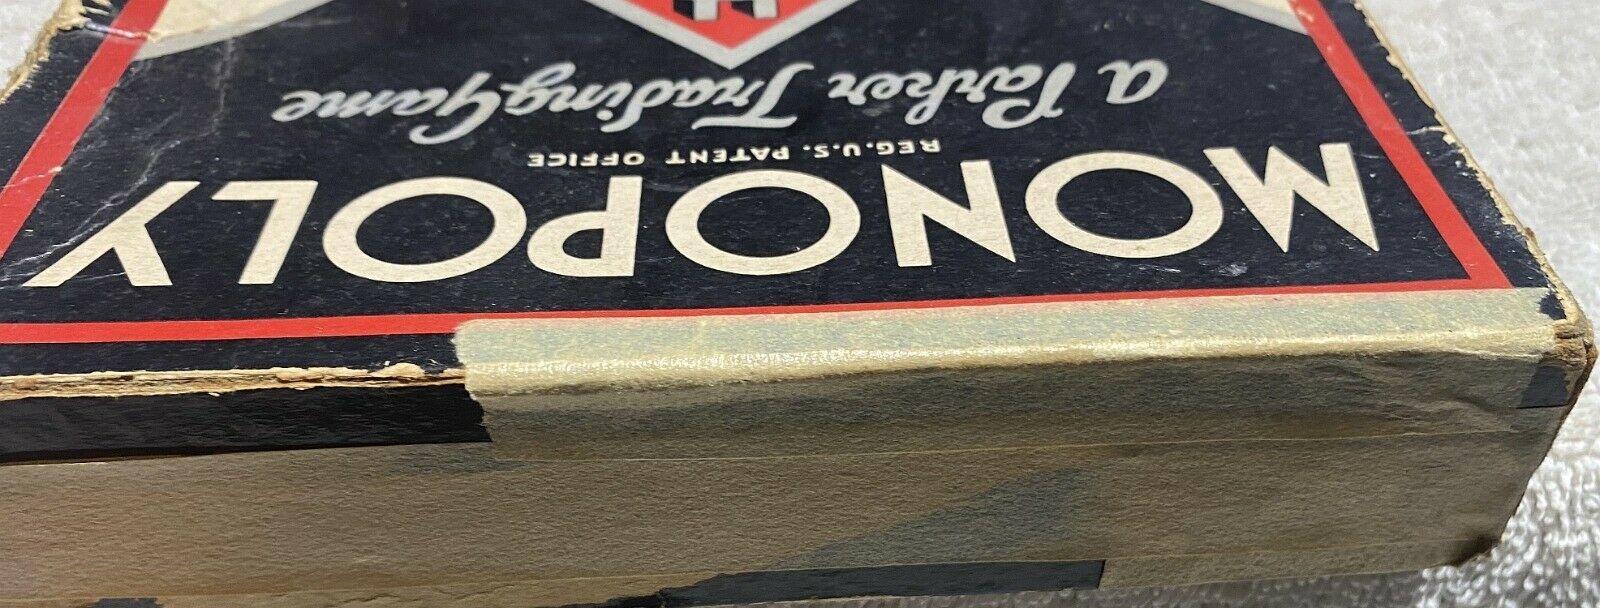 MONOPOLY
REG. U.S. PATENT OFFICE
a Parker Trading Game